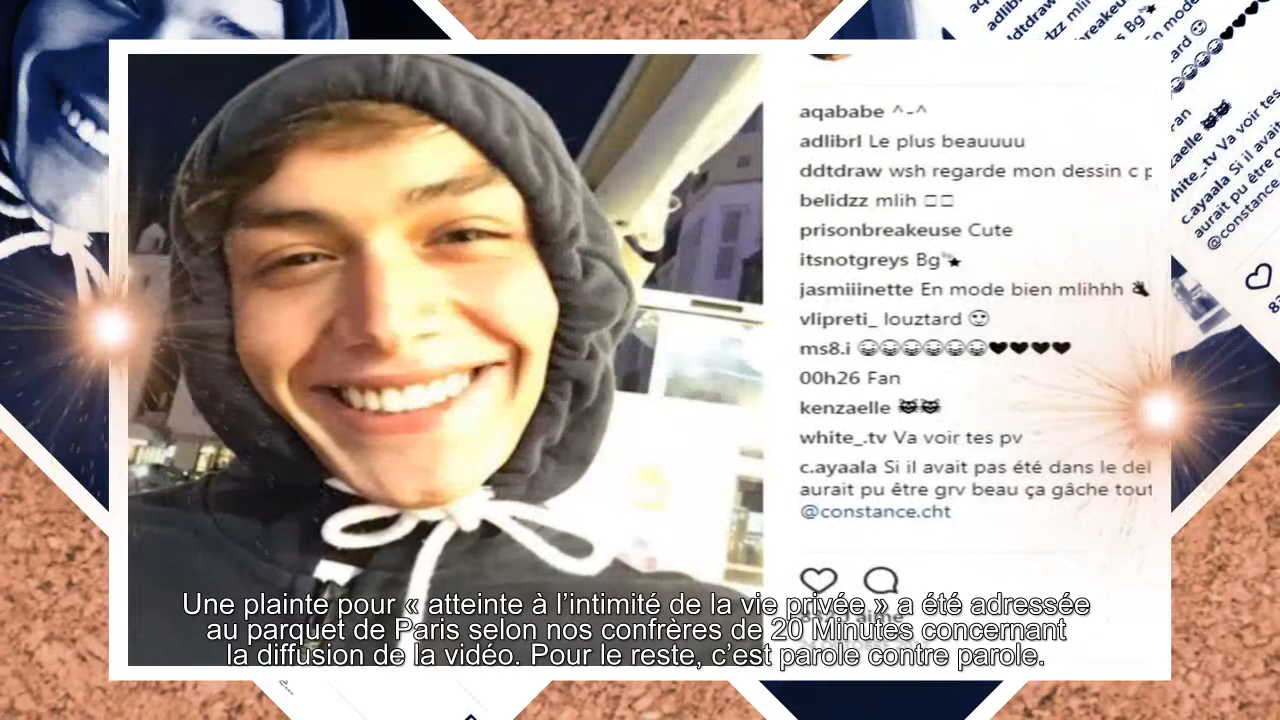 aqababe ^-^
adlibrl Le plus beauuuu
ddtdraw wsh regarde mon dessin c p
belidzz mlih
prisonbreakeuse Cute
itsnotgreys Bg
jasmiiinette En mode bien mlihhh
vlipreti_ louztard
ms8.i
00h26 Fan
kenzaelle
white_.tv Va voir tes pv
c.ayaala Si il avait pas été dans le del
aurait pu être grv beau ça gâche tout
@constance.cht
Une plainte pour « atteinte à l'intimité de la vie privée » a été adressée
au parquet de Paris selon nos confrères de 20 Minutes concernant
la diffusion de la vidéo. Pour le reste, c'est parole contre parole.